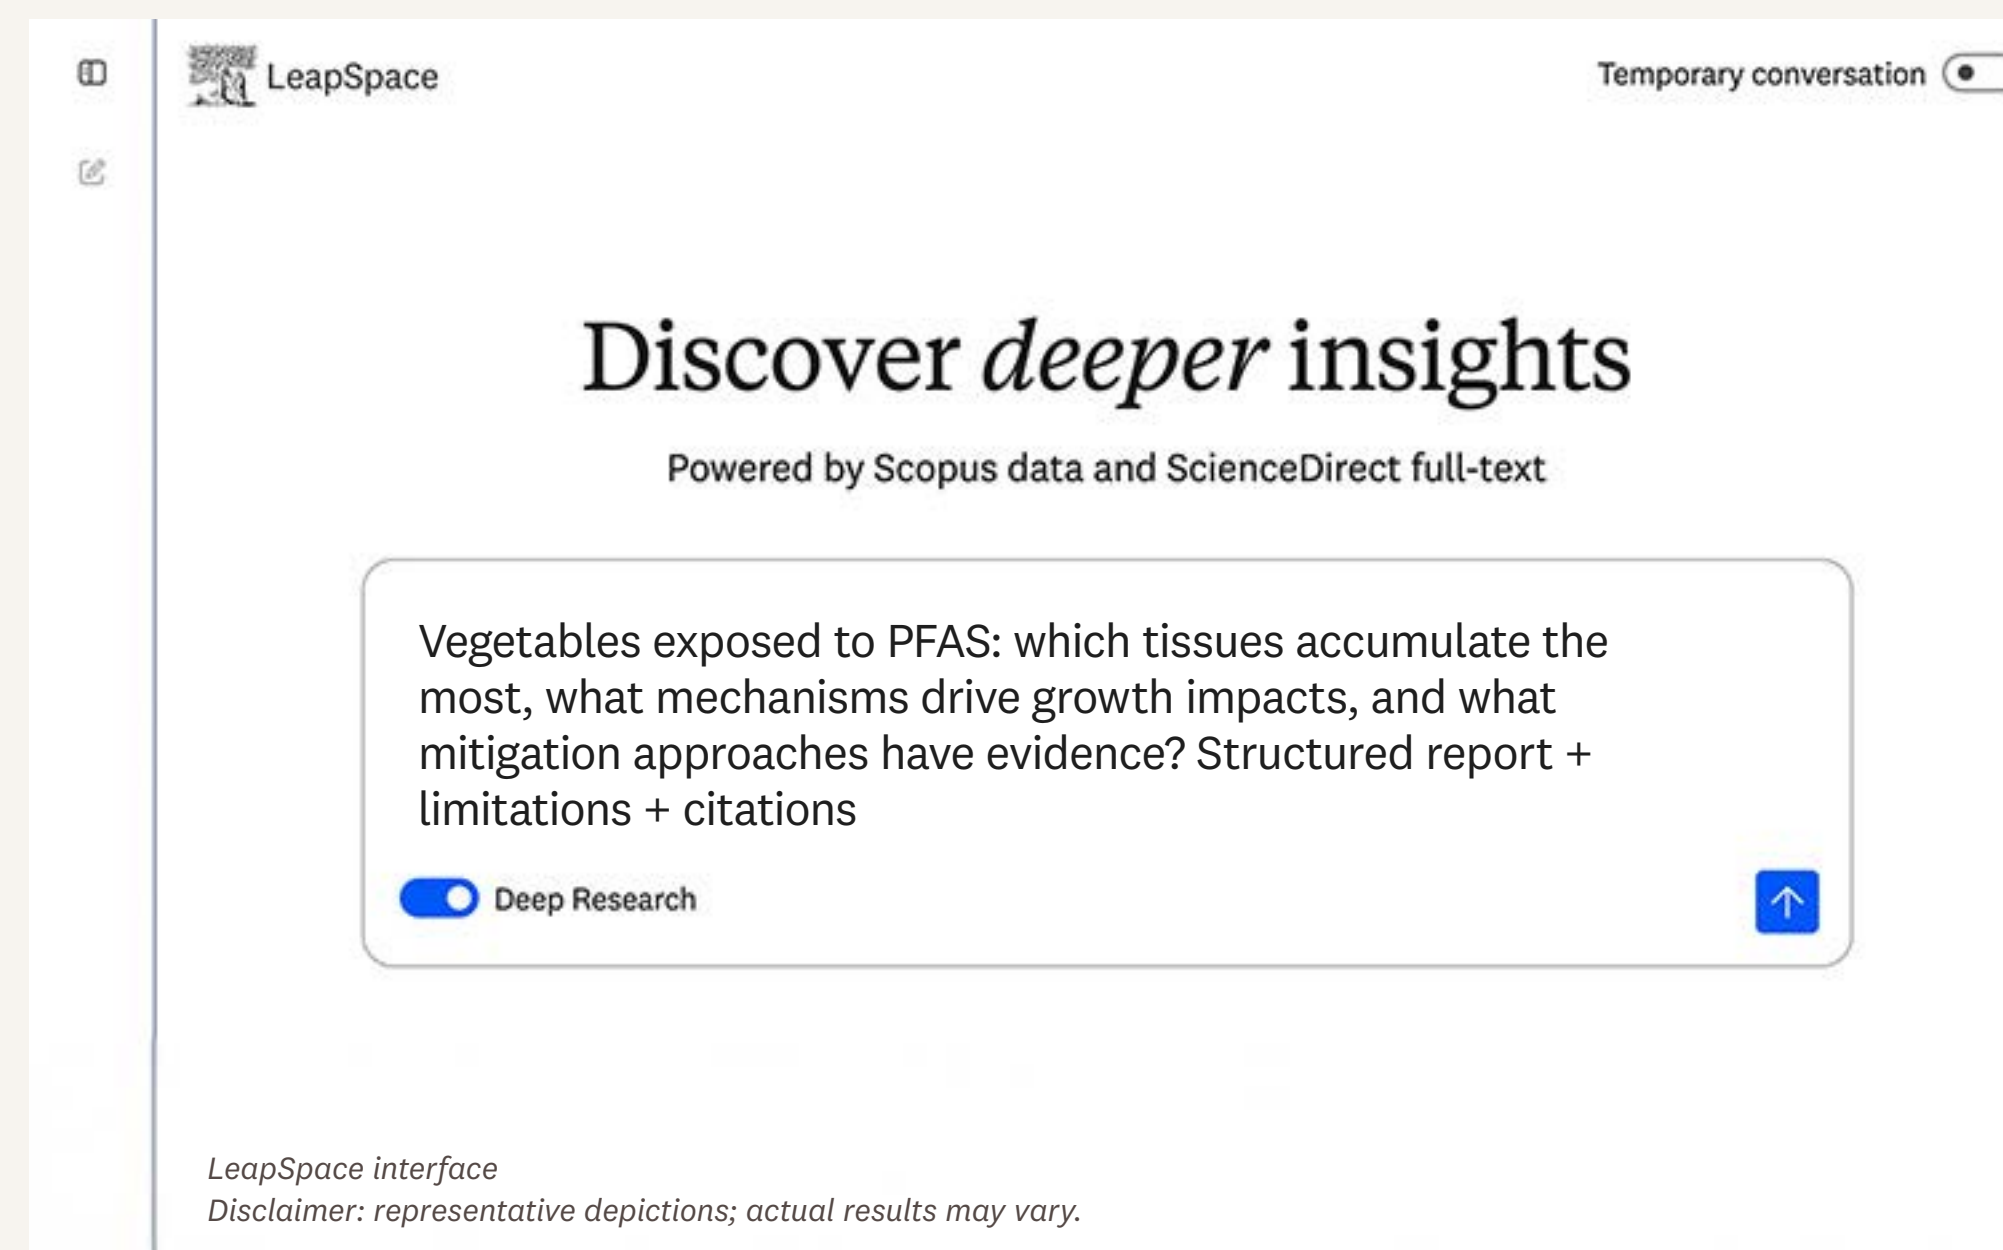 LeapSpace
Temporary conversation
Discover deeper insights
Powered by Scopus data and ScienceDirect full-text
Vegetables exposed to PFAS: which tissues accumulate the
most, what mechanisms drive growth impacts, and what
mitigation approaches have evidence? Structured report +
limitations + citations
Deep Research
LeapSpace interface
Disclaimer: representative depictions; actual results may vary.